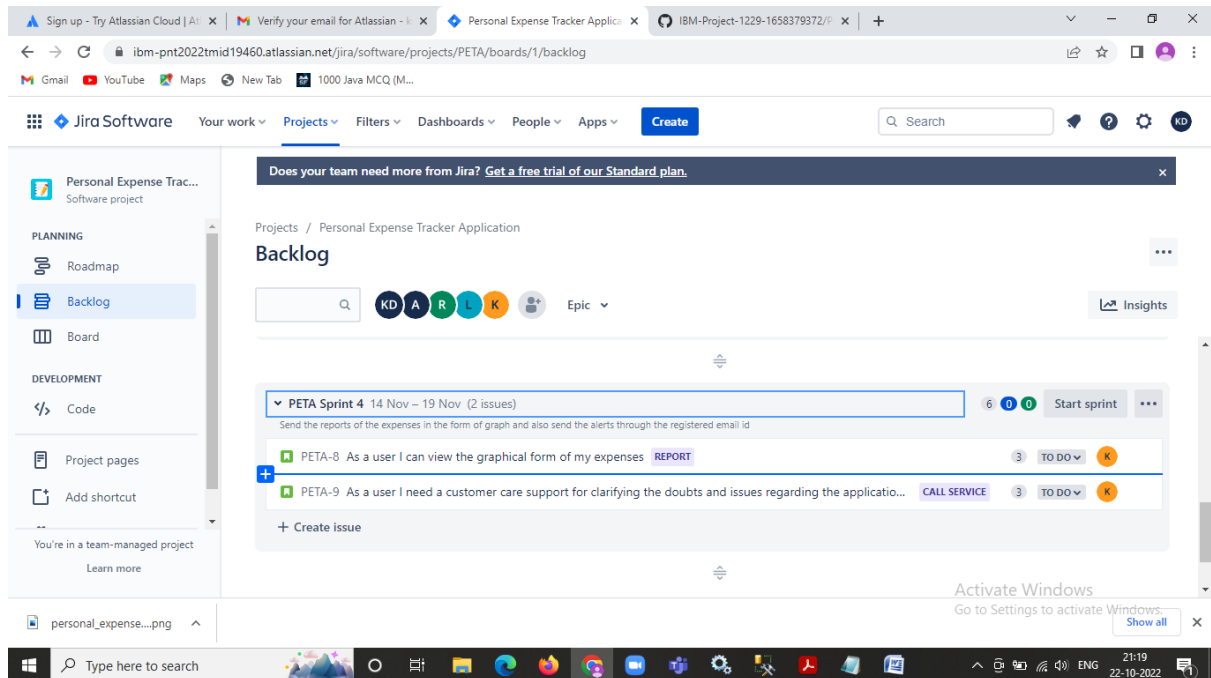 Sign up - Try Atlassian Cloud | Atl
Verify your email for Atlassian - k
Personal Expense Tracker Applica
IBM-Project-1229-1658379372/P
ibm-pnt2022tmid19460.atlassian.net/jira/software/projects/PETA/boards/1/backlog
Gmail YouTube Maps New Tab 1000 Java MCQ (M...
Jira Software Your work Projects Filters Dashboards People Apps Create Search KD
Does your team need more from Jira? Get a free trial of our Standard plan.
Personal Expense Trac...
Software project
PLANNING
Roadmap
Backlog
Board
DEVELOPMENT
Code
Project pages
Add shortcut
You're in a team-managed project
Learn more
Projects / Personal Expense Tracker Application
Backlog
KD A R L K Epic Insights
PETA Sprint 4 14 Nov – 19 Nov (2 issues) 6 0 0 Start sprint
Send the reports of the expenses in the form of graph and also send the alerts through the registered email id
PETA-8 As a user I can view the graphical form of my expenses REPORT 3 TO DO K
PETA-9 As a user I need a customer care support for clarifying the doubts and issues regarding the applicatio... CALL SERVICE 3 TO DO K
+ Create issue
Activate Windows
Go to Settings to activate Windows.
personal_expense....png
Show all
Type here to search
ENG
21:19
22-10-2022